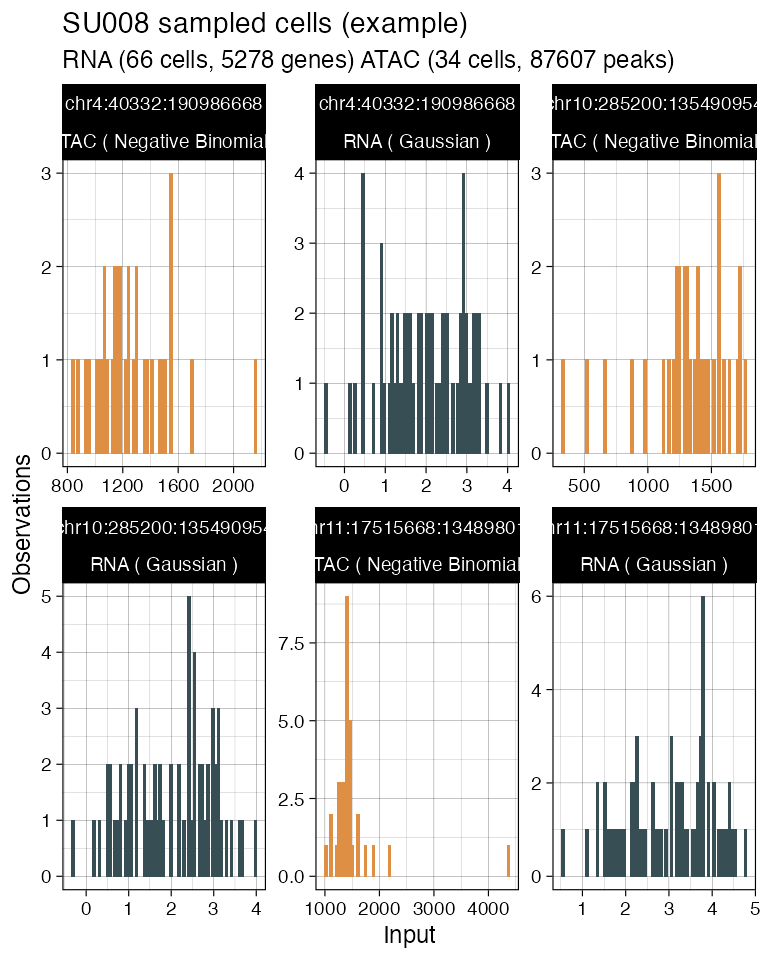 SU008 sampled cells (example)
RNA (66 cells, 5278 genes) ATAC (34 cells, 87607 peaks)
chr4:40332:190986668
TAC ( Negative Binomial
chr4:40332:190986668
RNA ( Gaussian )
chr10:285200:135490954
TAC ( Negative Binomial
3
2
1
0
800 1200 1600 2000
4
3
2
1
0
0 1 2 3 4
3
2
1
0
500 1000 1500
Observations
chr10:285200:135490954
RNA ( Gaussian )
hr11:17515668:1348980
TAC ( Negative Binomial
hr11:17515668:1348980
RNA ( Gaussian )
5
4
3
2
1
0
0 1 2 3 4
7.5
5.0
2.5
0.0
1000 2000 3000 4000
6
4
2
0
1 2 3 4 5
Input